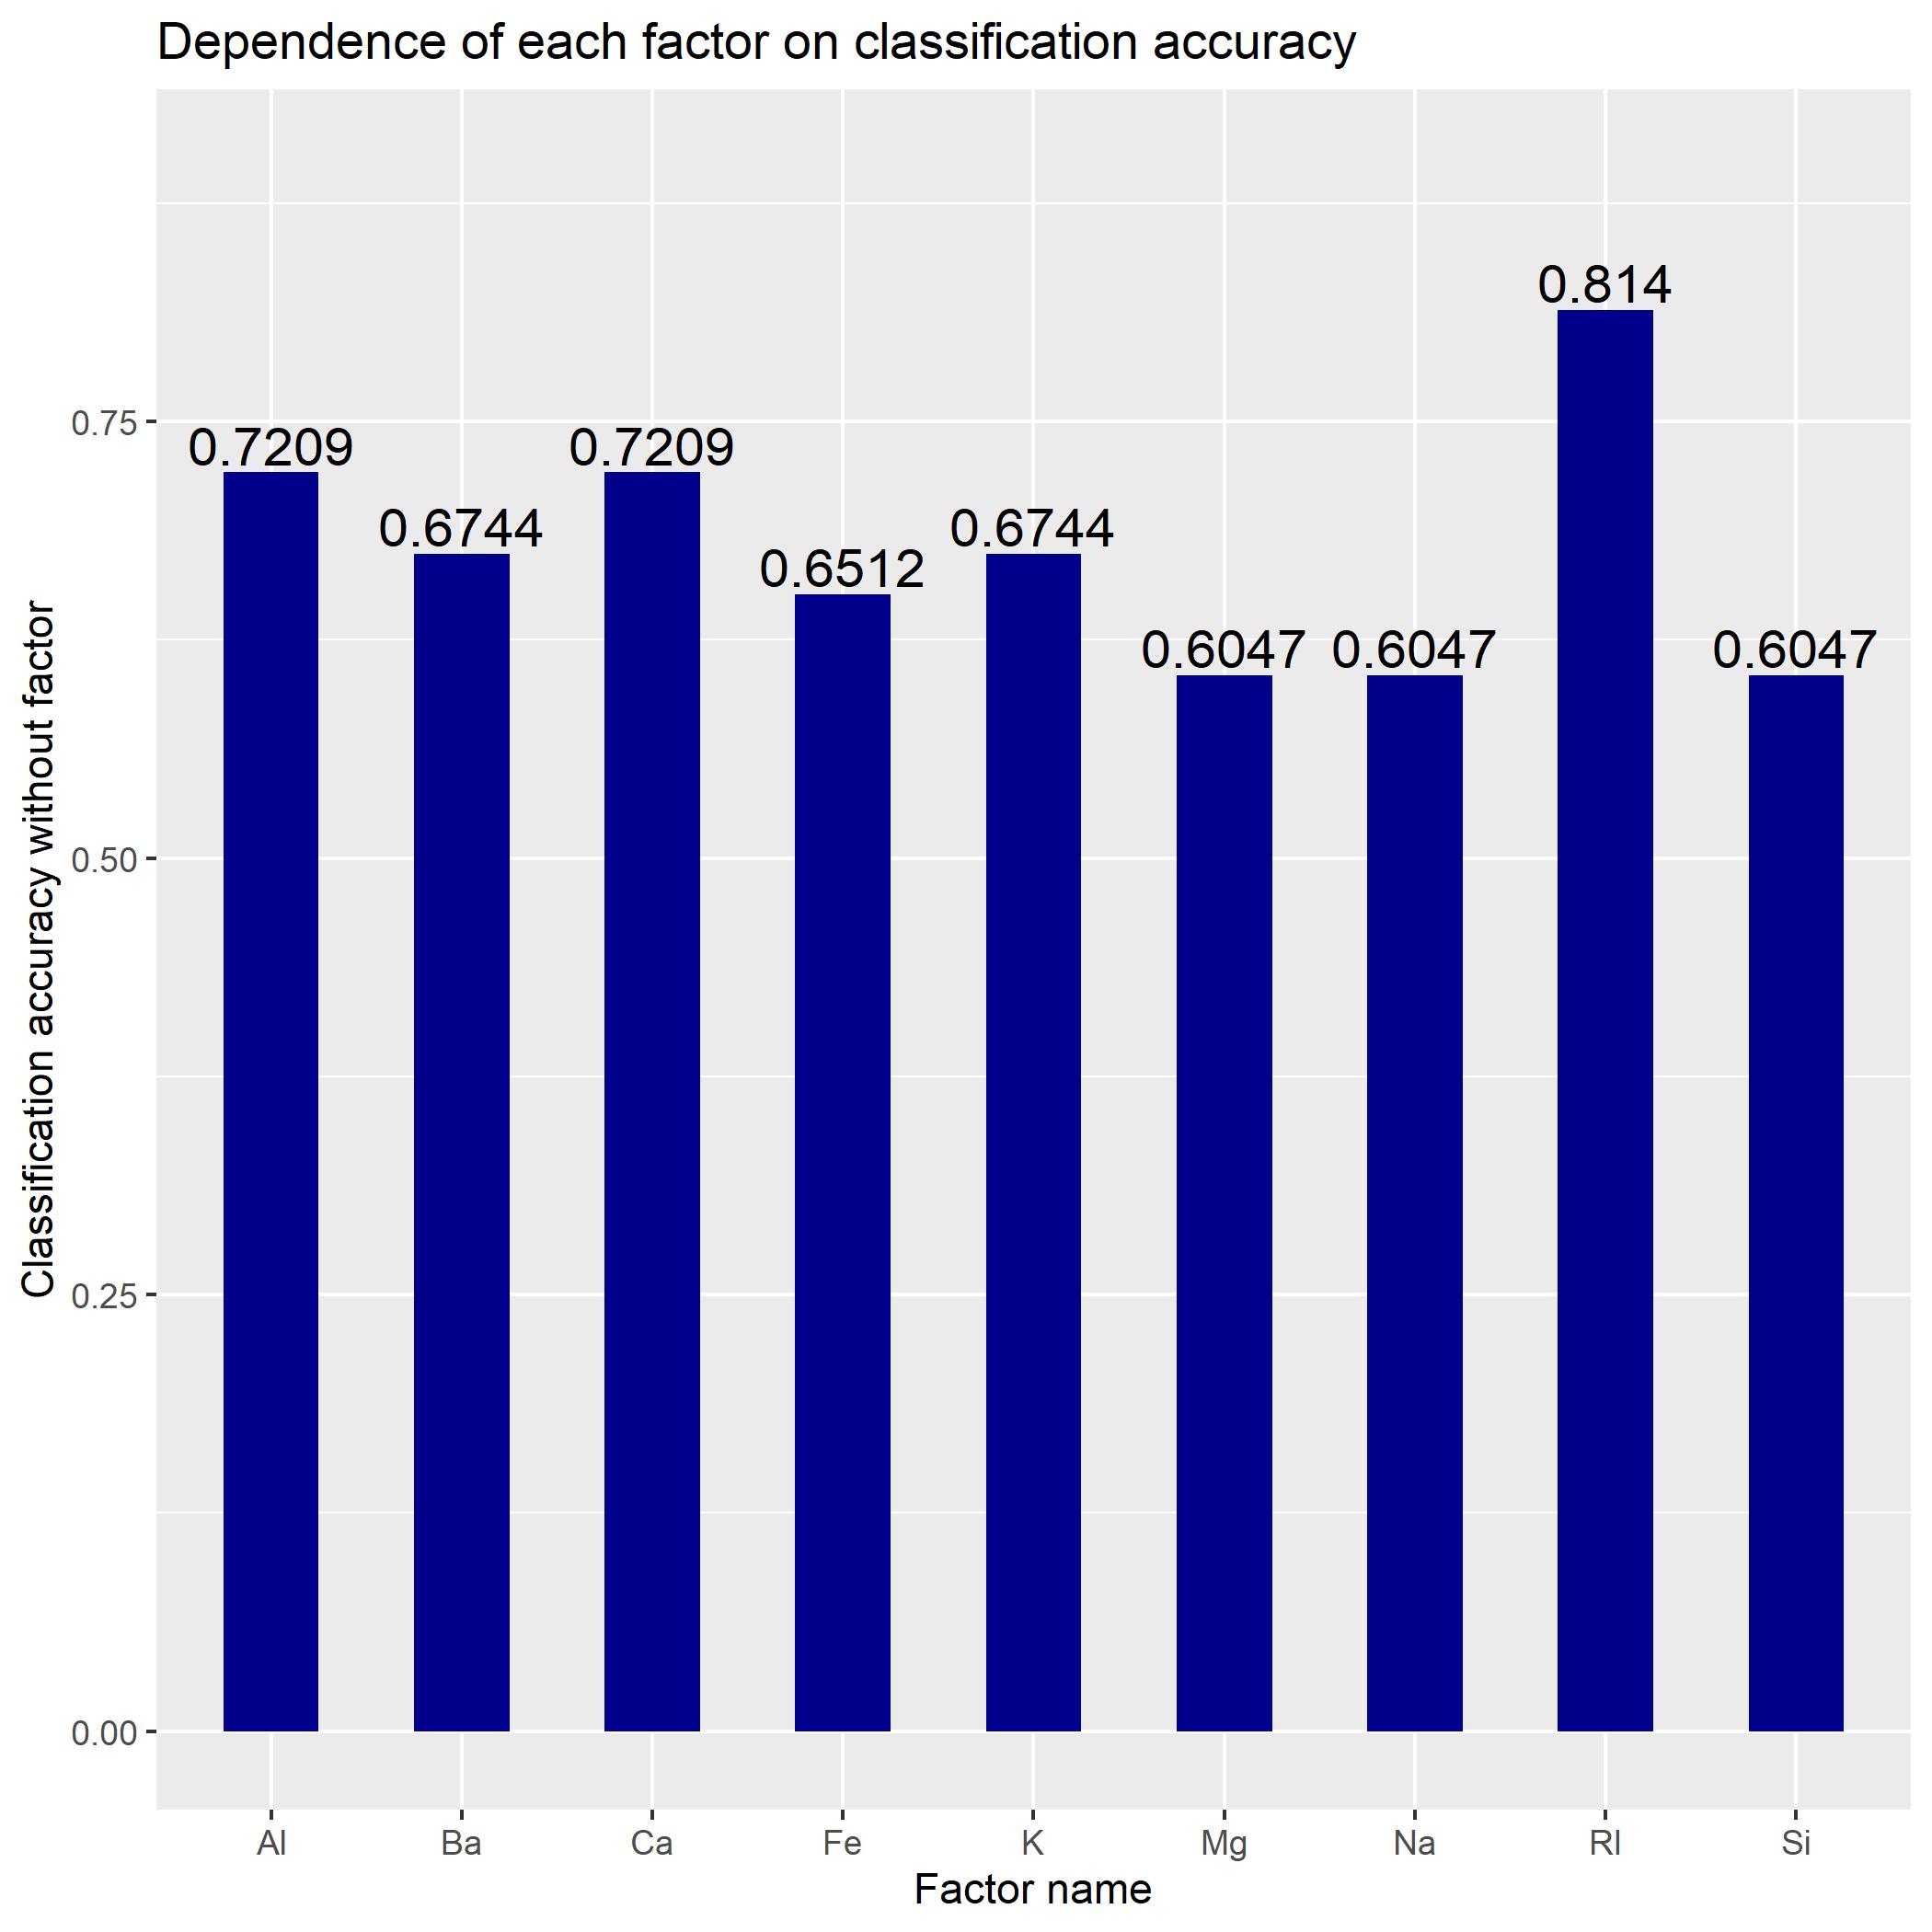 Dependence of each factor on classification accuracy
Classification accuracy without factor
0.75
0.50
0.25
0.00
0.7209
0.6744
0.7209
0.6512
0.6744
0.6047
0.6047
0.814
0.6047
Al
Ba
Ca
Fe
K
Mg
Na
RI
Si
Factor name